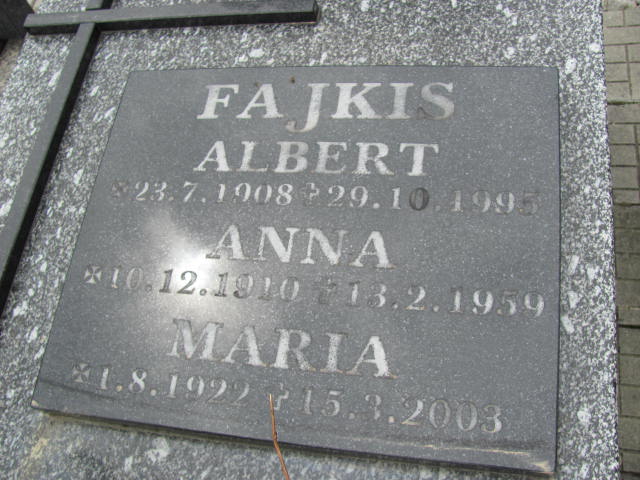 FAJKIS
ALBERT
* 23.7.1908 † 29.10.1995
ANNA
* 10.12.1910 † 13.2.1959
MARIA
* 1.8.1922 † 15.3.2003